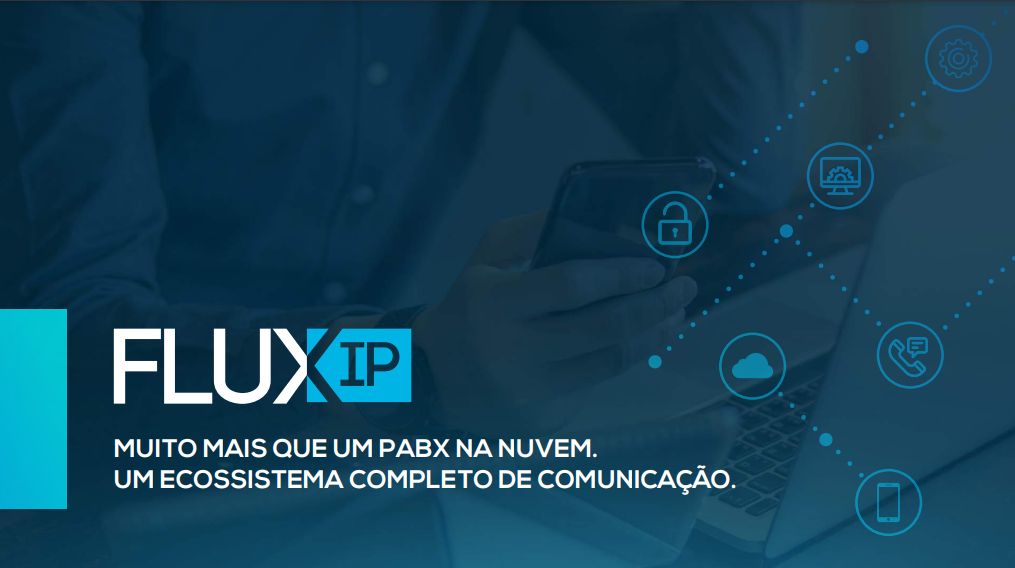 FLUX IP
MUITO MAIS QUE UM PABX NA NUVEM.
UM ECOSSISTEMA COMPLETO DE COMUNICAÇÃO.